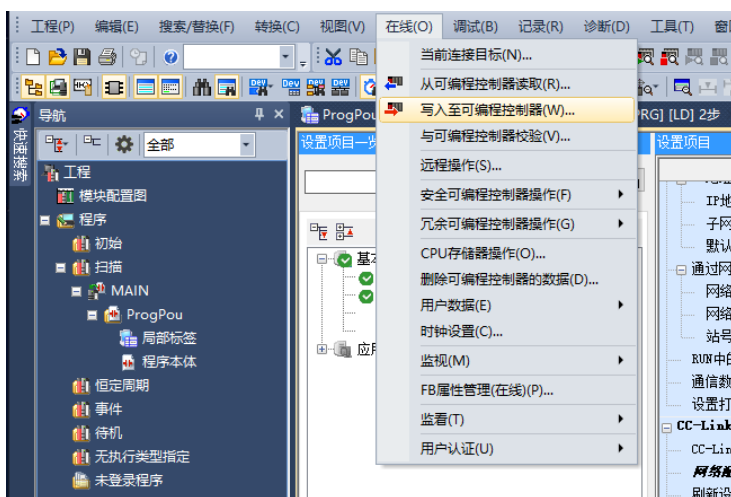 工程(P) 编辑(E) 搜索/替换(F) 转换(C) 视图(V) 在线(O) 调试(B) 记录(R) 诊断(D) 工具(T)
导航
ProgPou
[LD] 2步
设置项目
快速搜索
全部
工程
模块配置图
程序
初始
扫描
MAIN
ProgPou
局部标签
程序本体
恒定周期
事件
待机
无执行类型指定
未登录程序
当前连接目标(N)...
从可编程控制器读取(R)...
写入至可编程控制器(W)...
与可编程控制器校验(V)...
远程操作(S)...
安全可编程控制器操作(F)
冗余可编程控制器操作(G)
CPU存储器操作(O)...
删除可编程控制器的数据(D)...
用户数据(E)
时钟设置(C)...
监视(M)
FB属性管理(在线)(P)...
监看(T)
用户认证(U)
设置项目一
IP地
子网
默认
通过网
网络
网络
站号
RUN中的
通信数
设置打
CC-Link
CC-Lin
网络配
刷新设